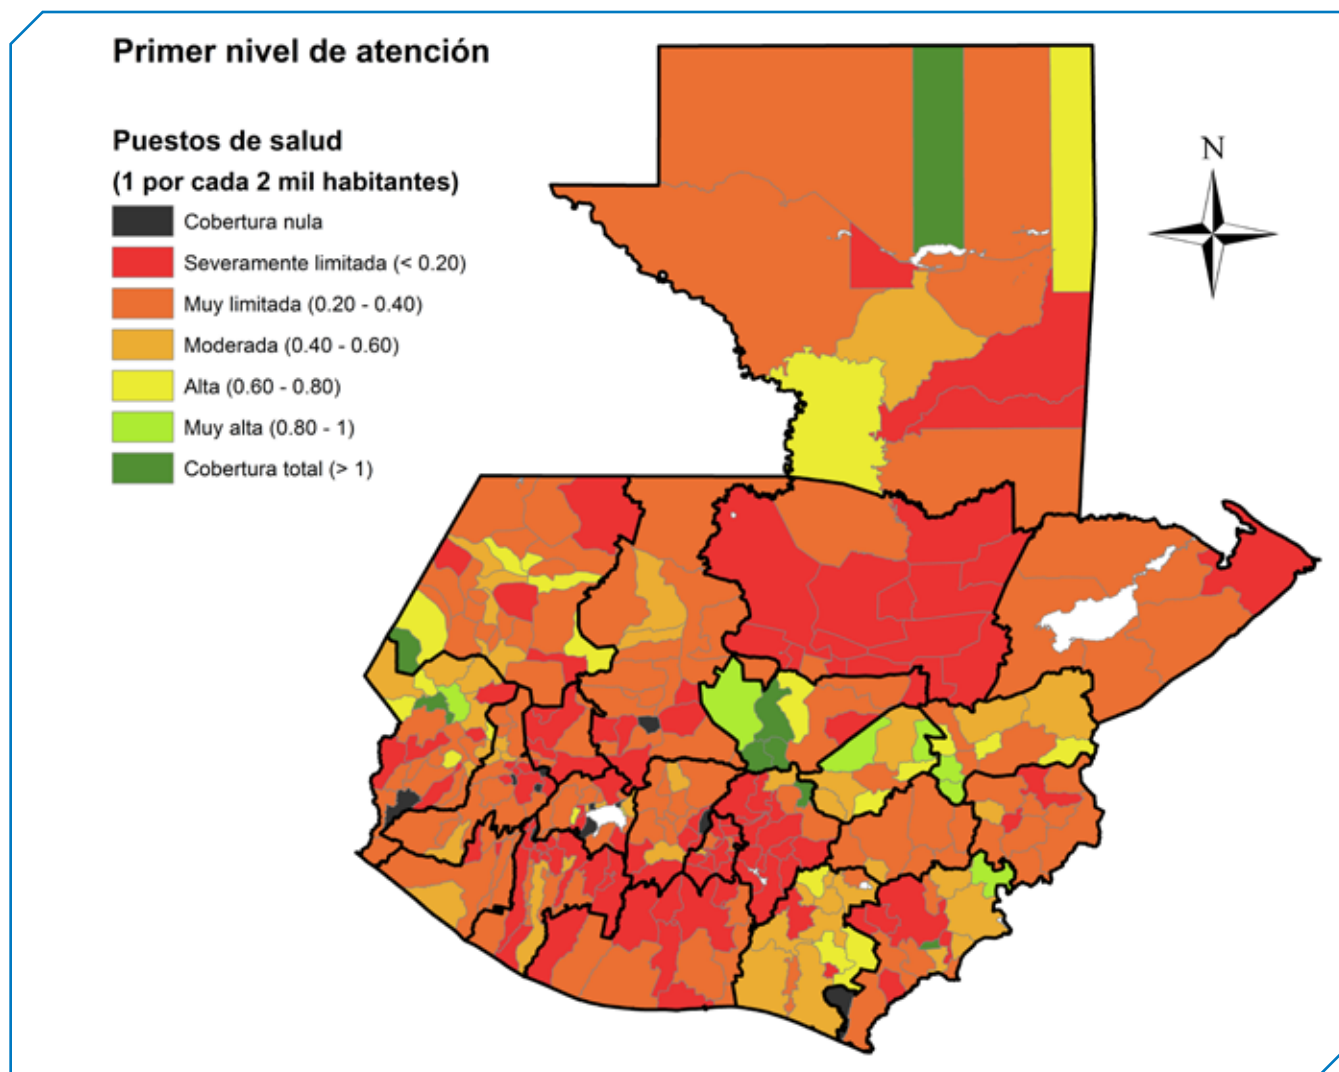 Primer nivel de atención
Puestos de salud
(1 por cada 2 mil habitantes)
Cobertura nula
Severamente limitada (< 0.20)
Muy limitada (0.20 - 0.40)
Moderada (0.40 - 0.60)
Alta (0.60 - 0.80)
Muy alta (0.80 - 1)
Cobertura total (> 1)
N